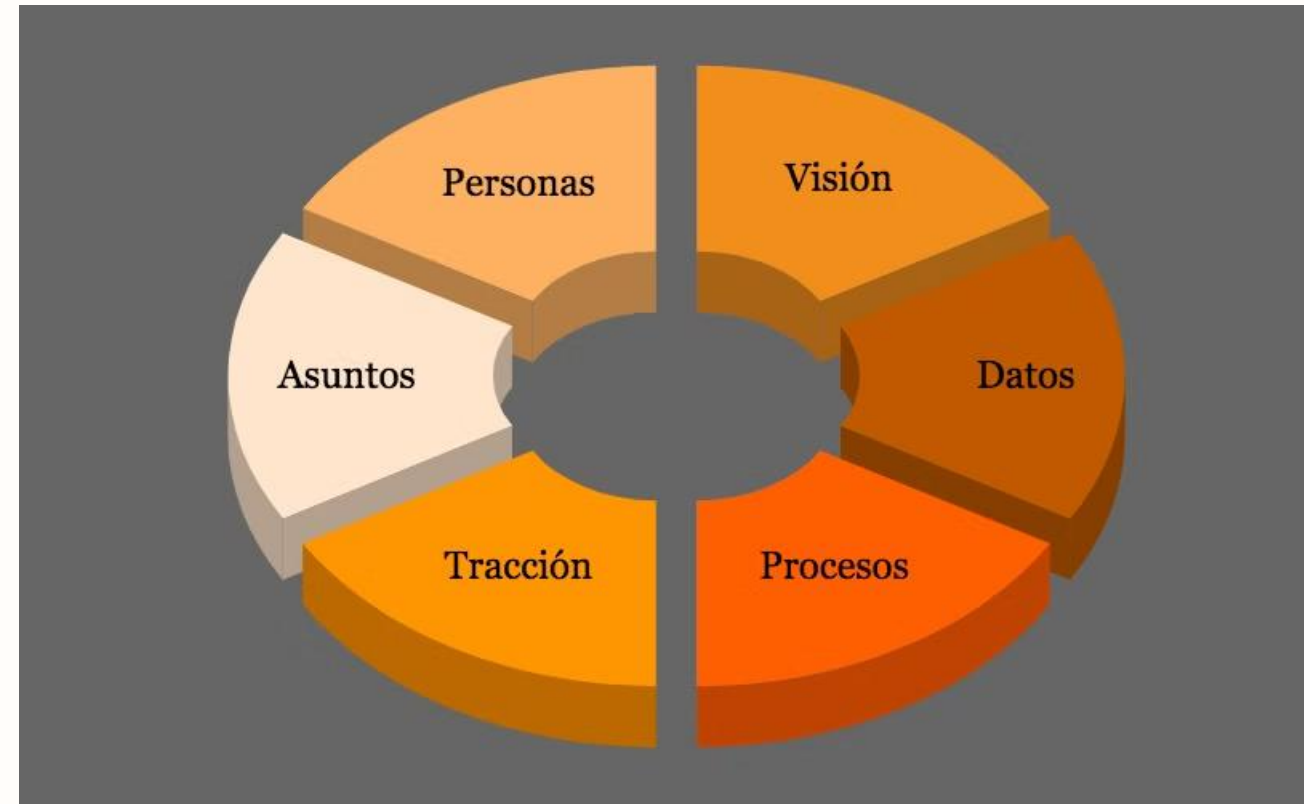 Personas
Visión
Asuntos
Datos
Tracción
Procesos